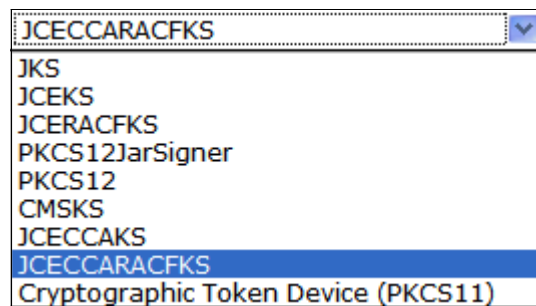 JCECCARACFKS
JKS
JCEKS
JCERACFKS
PKCS12JarSigner
PKCS12
CMSKS
JCECCAKS
JCECCARACFKS
Cryptographic Token Device (PKCS11)